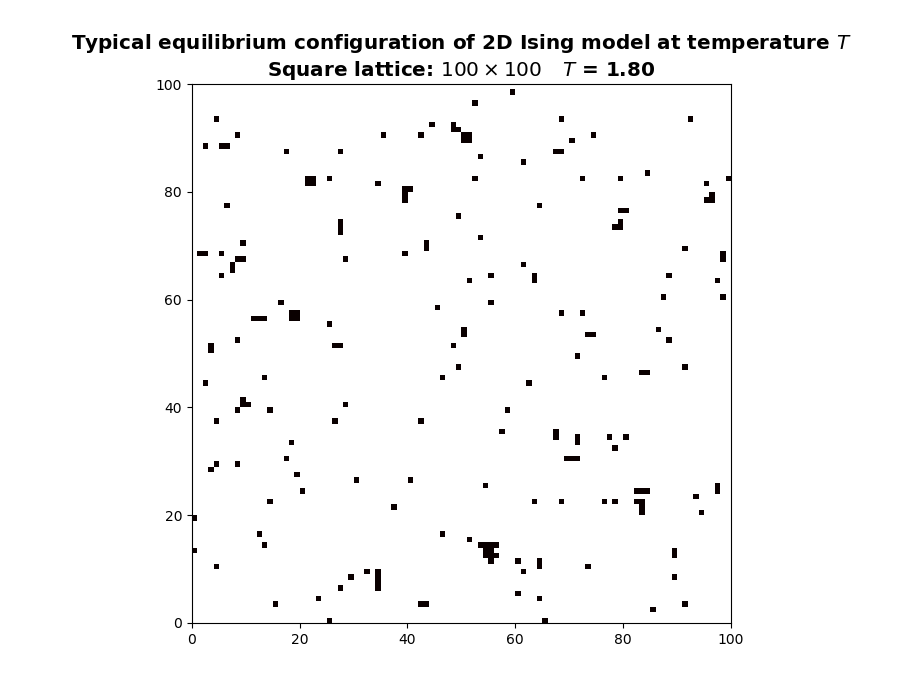 Typical equilibrium configuration of 2D Ising model at temperature T
Square lattice: 100 × 100 T = 1.80
100
80
60
40
20
0
0 20 40 60 80 100